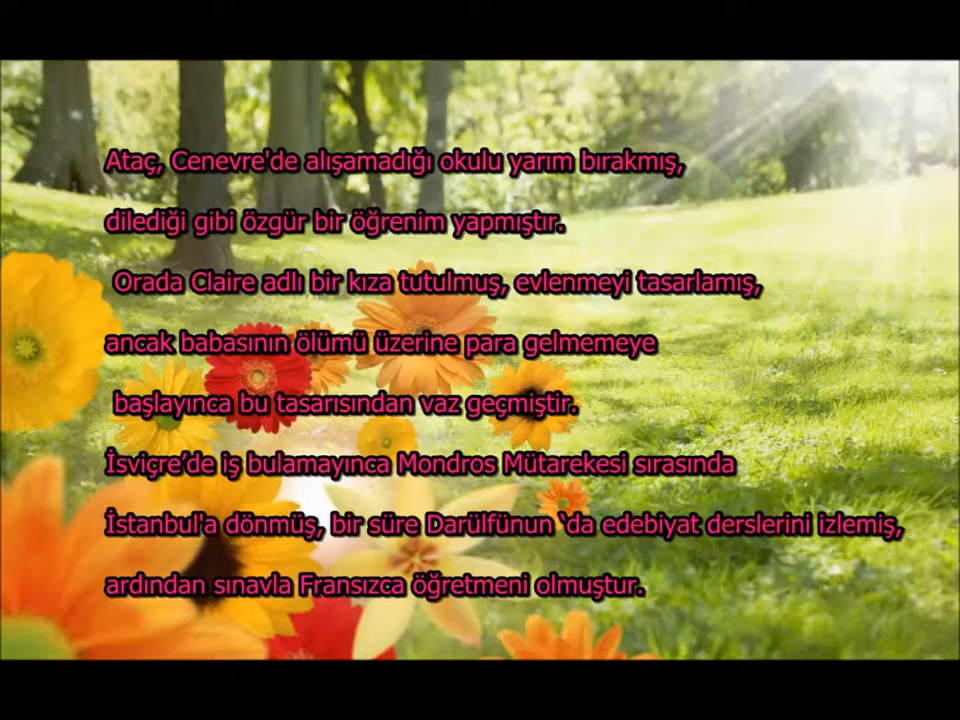 Ataç, Cenevre'de alışamadığı okulu yarım bırakmış,
dilediği gibi özgür bir öğrenim yapmıştır.
Orada Claire adlı bir kıza tutulmuş, evlenmeyi tasarlamış,
ancak babasının ölümü üzerine para gelmemeye
başlayınca bu tasarısından vaz geçmiştir.
İsviçre’de iş bulamayınca Mondros Mütarekesi sırasında
İstanbul'a dönmüş, bir süre Darülfünun ‘da edebiyat derslerini izlemiş,
ardından sınavla Fransızca öğretmeni olmuştur.